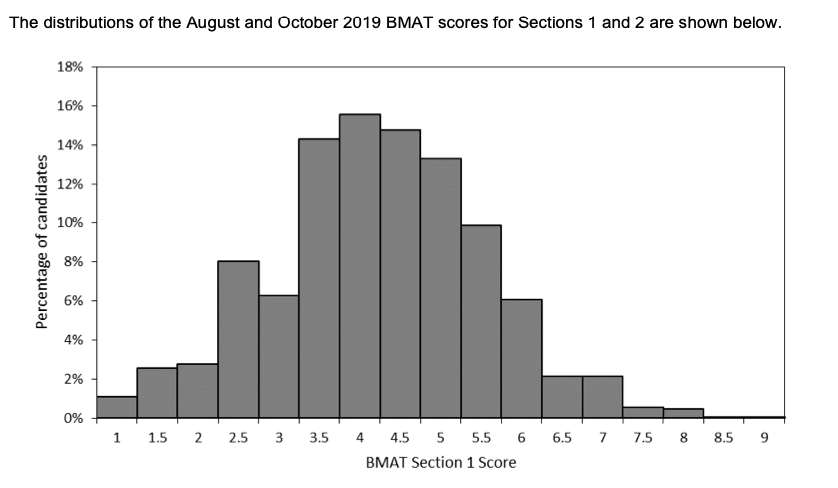 The distributions of the August and October 2019 BMAT scores for Sections 1 and 2 are shown below.
18%
16%
14%
12%
10%
8%
6%
4%
2%
0%
Percentage of candidates
1 1.5 2 2.5 3 3.5 4 4.5 5 5.5 6 6.5 7 7.5 8 8.5 9
BMAT Section 1 Score